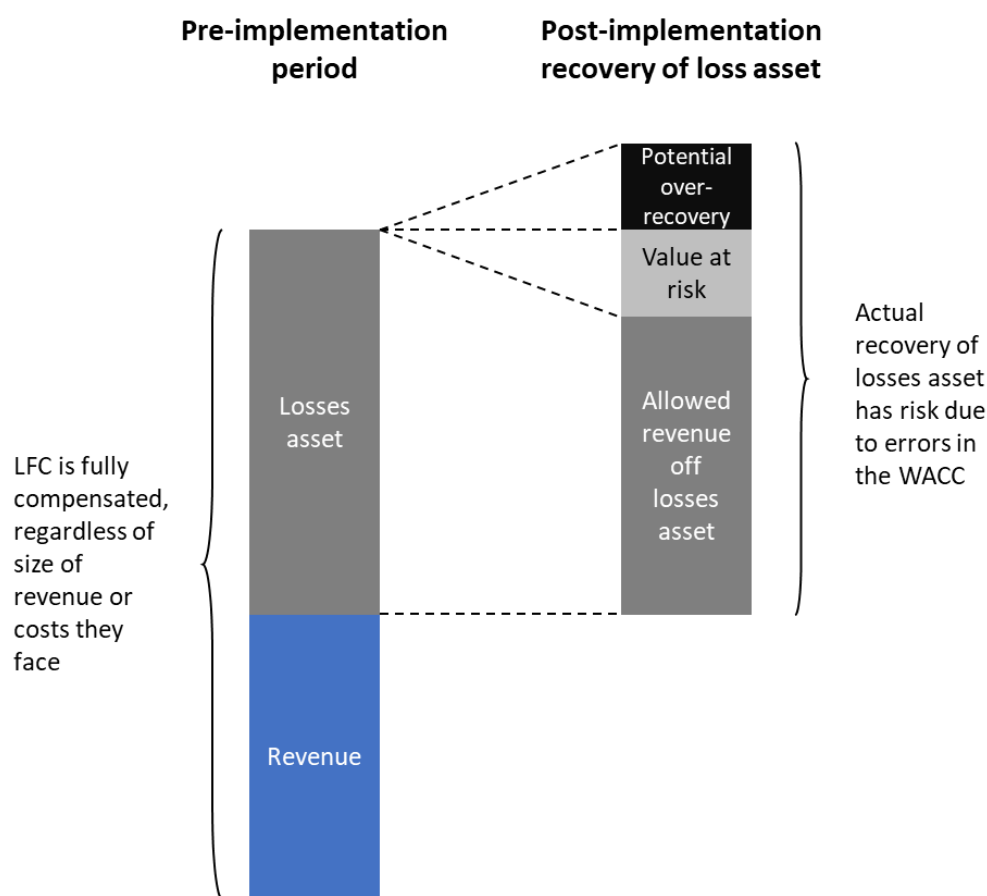 Pre-implementation
period
Post-implementation
recovery of loss asset
LFC is fully
compensated,
regardless of
size of
revenue or
costs they
face
Losses
asset
Revenue
Potential
over-
recovery
Value at
risk
Allowed
revenue
off
losses
asset
Actual
recovery of
losses asset
has risk due
to errors in
the WACC